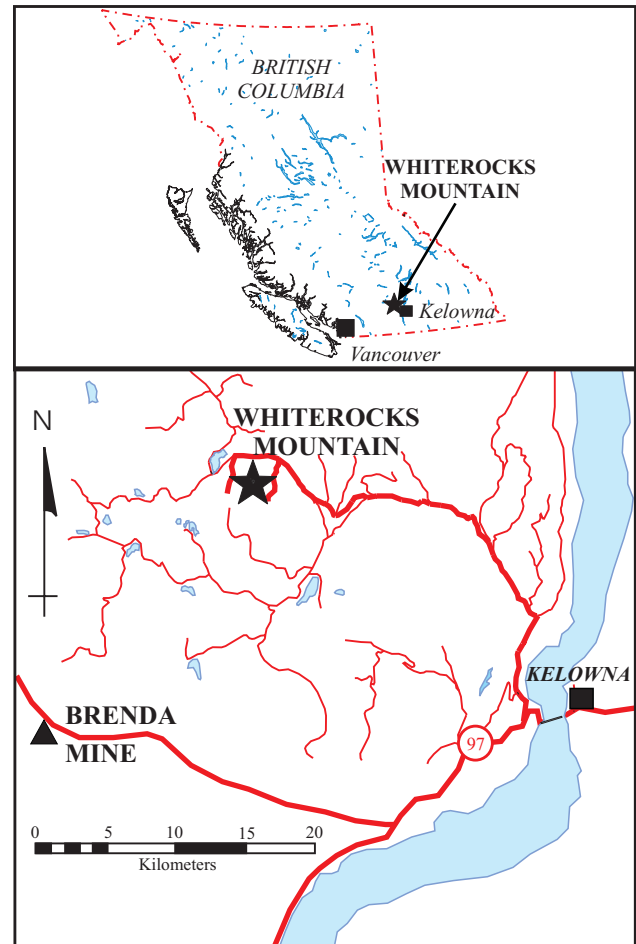 BRITISH
COLUMBIA
WHITEROCKS
MOUNTAIN
Kelowna
Vancouver
N
WHITEROCKS
MOUNTAIN
KELOWNA
BRENDA
MINE
97
0 5 10 15 20
Kilometers